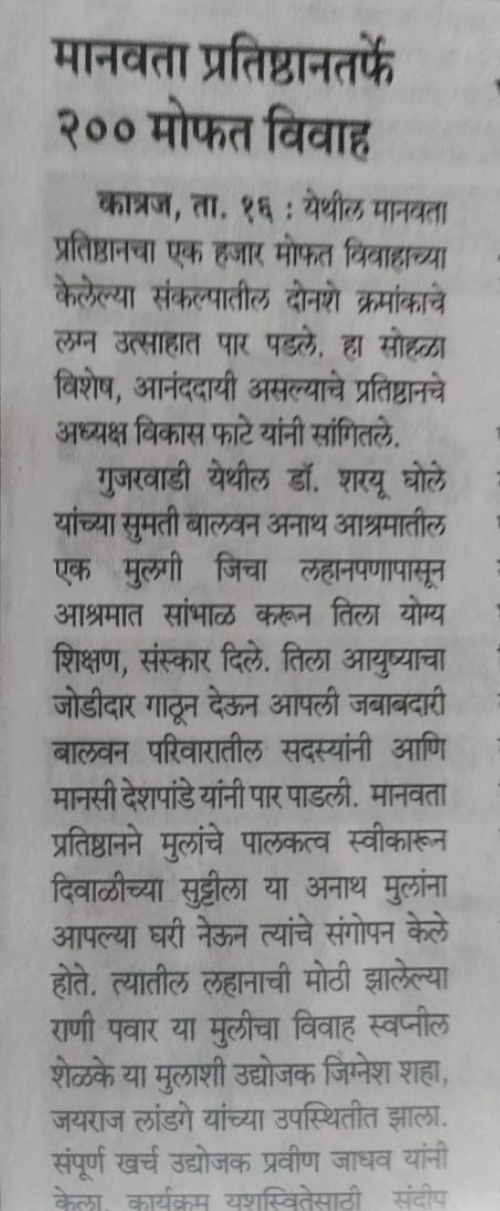 मानवता प्रतिष्ठानतर्फे
२०० मोफत विवाह
कात्रज, ता. १६ : येथील मानवता
प्रतिष्ठानचा एक हजार मोफत विवाहाच्या
केलेल्या संकल्पातील दोनशे क्रमांकाचे
लग्न उत्साहात पार पडले. हा सोहळा
विशेष, आनंददायी असल्याचे प्रतिष्ठानचे
अध्यक्ष विकास फाटे यांनी सांगितले.
गुजरवाडी येथील डॉ. शरयू घोले
यांच्या सुमती बालवन अनाथ आश्रमातील
एक मुलगी जिचा लहानपणापासून
आश्रमात सांभाळ करून तिला योग्य
शिक्षण, संस्कार दिले. तिला आयुष्याचा
जोडीदार गाठून देऊन आपली जबाबदारी
बालवन परिवारातील सदस्यांनी आणि
मानसी देशपांडे यांनी पार पाडली. मानवता
प्रतिष्ठानने मुलांचे पालकत्व स्वीकारून
दिवाळीच्या सुट्टीला या अनाथ मुलांना
आपल्या घरी नेऊन त्यांचे संगोपन केले
होते. त्यातील लहानाची मोठी झालेल्या
राणी पवार या मुलीचा विवाह स्वप्नील
शेळके या मुलाशी उद्योजक जिग्नेश शहा,
जयराज लांडगे यांच्या उपस्थितीत झाला.
संपूर्ण खर्च उद्योजक प्रवीण जाधव यांनी
केला. कार्यक्रम यशस्वितेसाठी संदीप